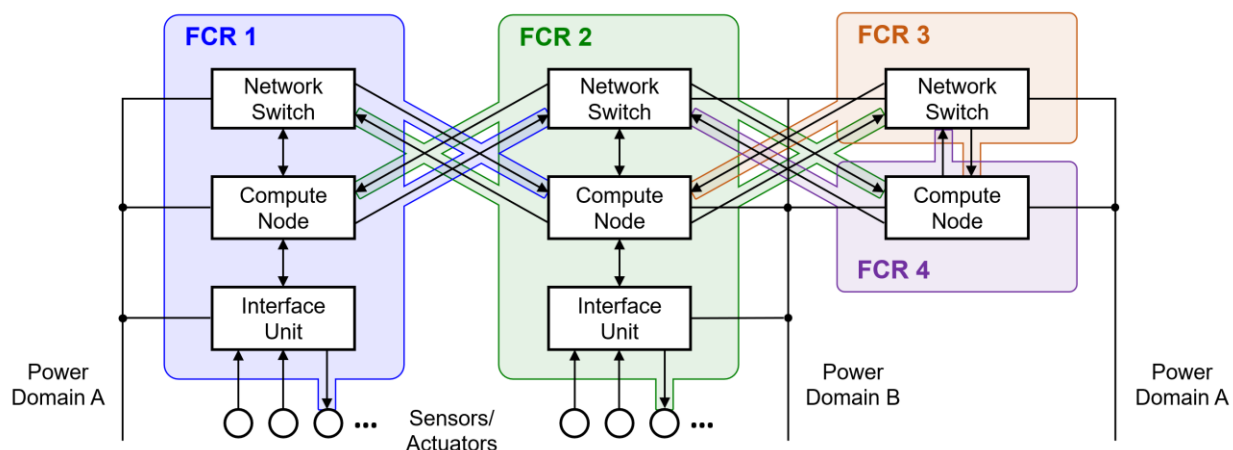 FCR 1
FCR 2
FCR 3
Network
Switch
Network
Switch
Network
Switch
Compute
Node
Compute
Node
Compute
Node
FCR 4
Interface
Unit
Interface
Unit
Power
Domain A
Power
Domain B
Power
Domain A
...
Sensors/
Actuators
...